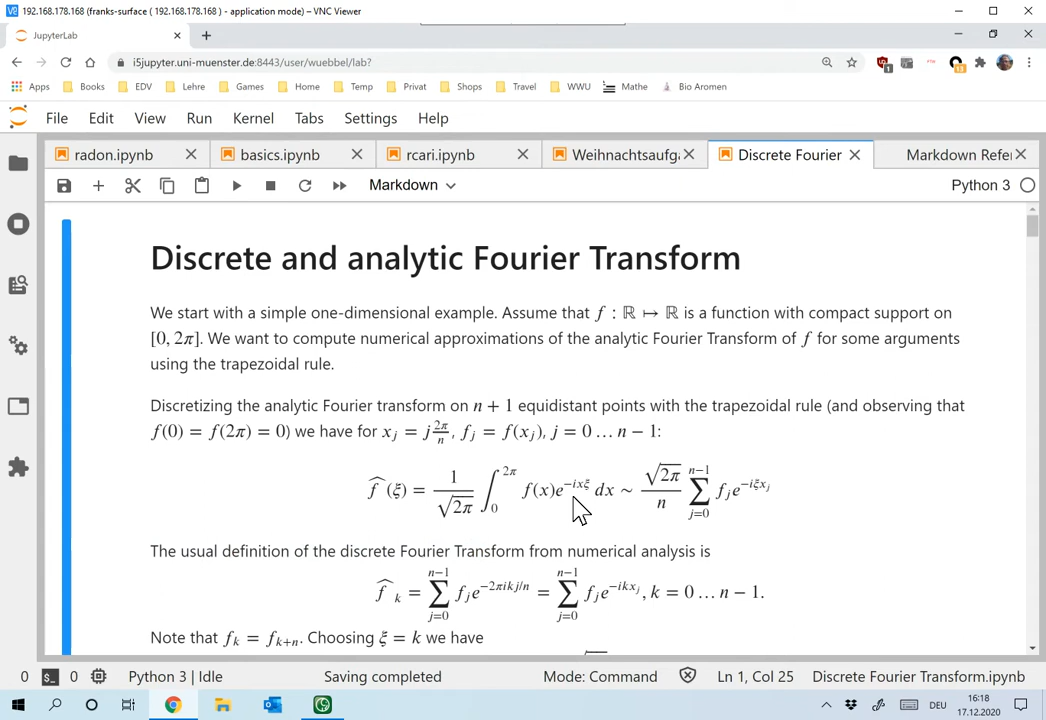 192.168.178.168 (franks-surface ( 192.168.178.168 ) - application mode) – VNC Viewer
JupyterLab
i5jupyter.uni-muenster.de:8443/user/wuebbel/lab?
Apps Books EDV Lehre Games Home Temp Privat Shops Travel WWU Mathe Bio Aromen
File Edit View Run Kernel Tabs Settings Help
radon.ipynb basics.ipynb rcari.ipynb Weihnachtsaufga Discrete Fourier Markdown Refer
Markdown Python 3
Discrete and analytic Fourier Transform
We start with a simple one-dimensional example. Assume that f : ℝ ↦ ℝ is a function with compact support on
[0, 2π]. We want to compute numerical approximations of the analytic Fourier Transform of f for some arguments
using the trapezoidal rule.
Discretizing the analytic Fourier transform on n + 1 equidistant points with the trapezoidal rule (and observing that
f(0) = f(2π) = 0) we have for x_j = j 2π/n, f_j = f(x_j), j = 0 … n − 1:
f̂(ξ) = 1/√(2π) ∫_0^{2π} f(x)e^{−ixξ} dx ∼ √(2π)/n ∑_{j=0}^{n−1} f_j e^{−iξx_j}
The usual definition of the discrete Fourier Transform from numerical analysis is
f̂_k = ∑_{j=0}^{n−1} f_j e^{−2πikj/n} = ∑_{j=0}^{n−1} f_j e^{−ikx_j}, k = 0 … n − 1.
Note that f_k = f_{k+n}. Choosing ξ = k we have
0 $_ 0 Python 3 | Idle Saving completed Mode: Command Ln 1, Col 25 Discrete Fourier Transform.ipynb
DEU 16:18
17.12.2020